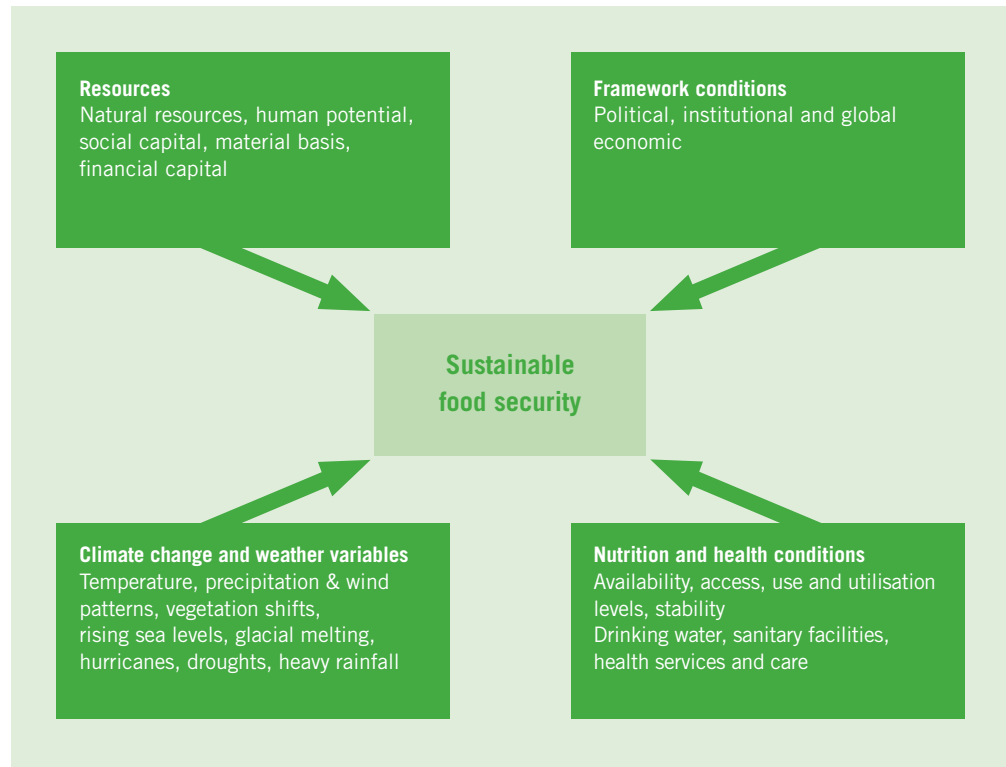 Resources
Natural resources, human potential,
social capital, material basis,
financial capital
Framework conditions
Political, institutional and global
economic
Sustainable
food security
Climate change and weather variables
Temperature, precipitation & wind
patterns, vegetation shifts,
rising sea levels, glacial melting,
hurricanes, droughts, heavy rainfall
Nutrition and health conditions
Availability, access, use and utilisation
levels, stability
Drinking water, sanitary facilities,
health services and care